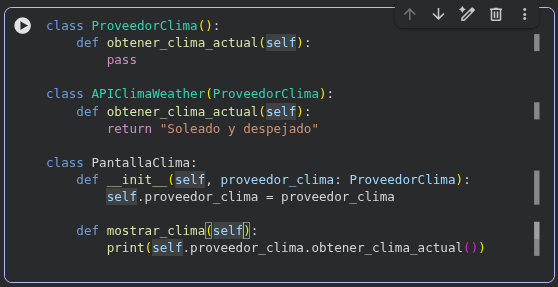 class ProveedorClima():
    def obtener_clima_actual(self):
        pass

class APIClimaWeather(ProveedorClima):
    def obtener_clima_actual(self):
        return "Soleado y despejado"

class PantallaClima:
    def __init__(self, proveedor_clima: ProveedorClima):
        self.proveedor_clima = proveedor_clima

    def mostrar_clima(self):
        print(self.proveedor_clima.obtener_clima_actual())